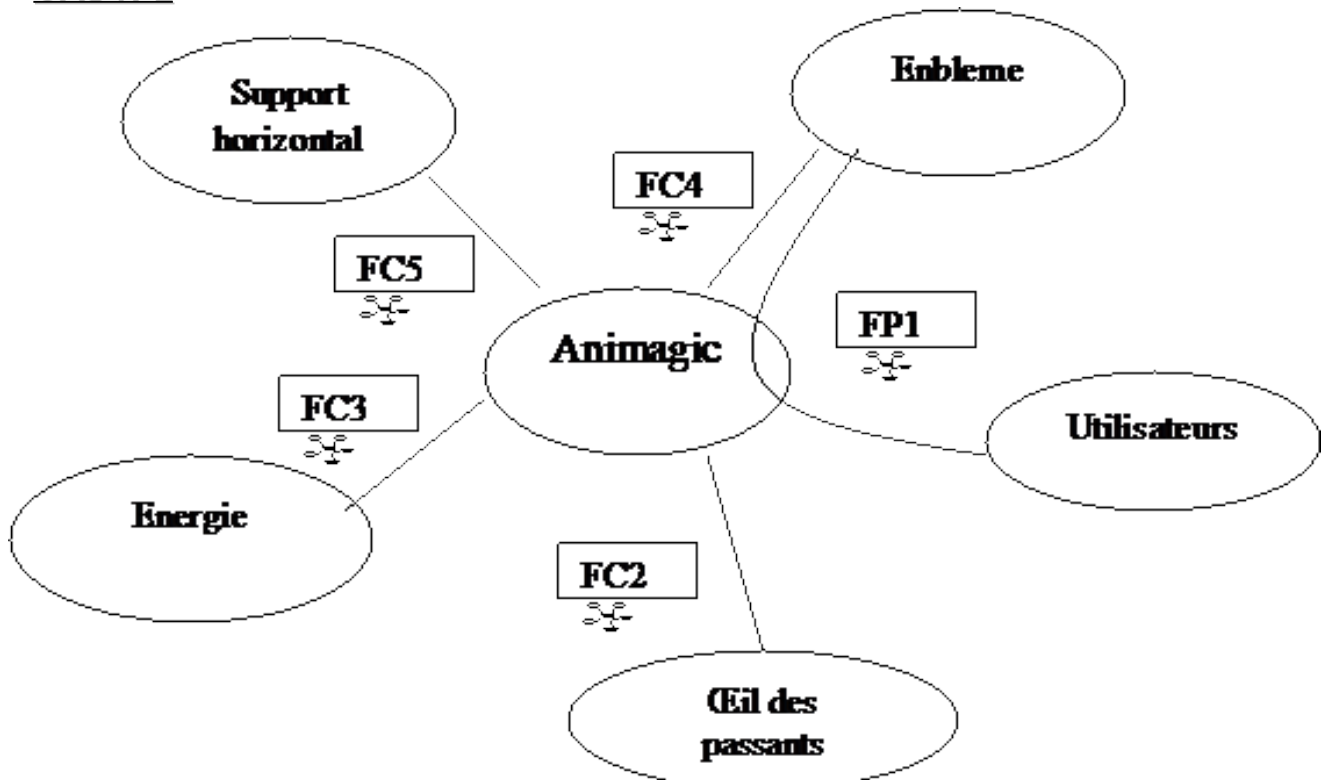 Enbleme
Support
horizontal
FC4
FC5
FP1
Animagic
FC3
Utilisateurs
Energie
FC2
Œil des
passants